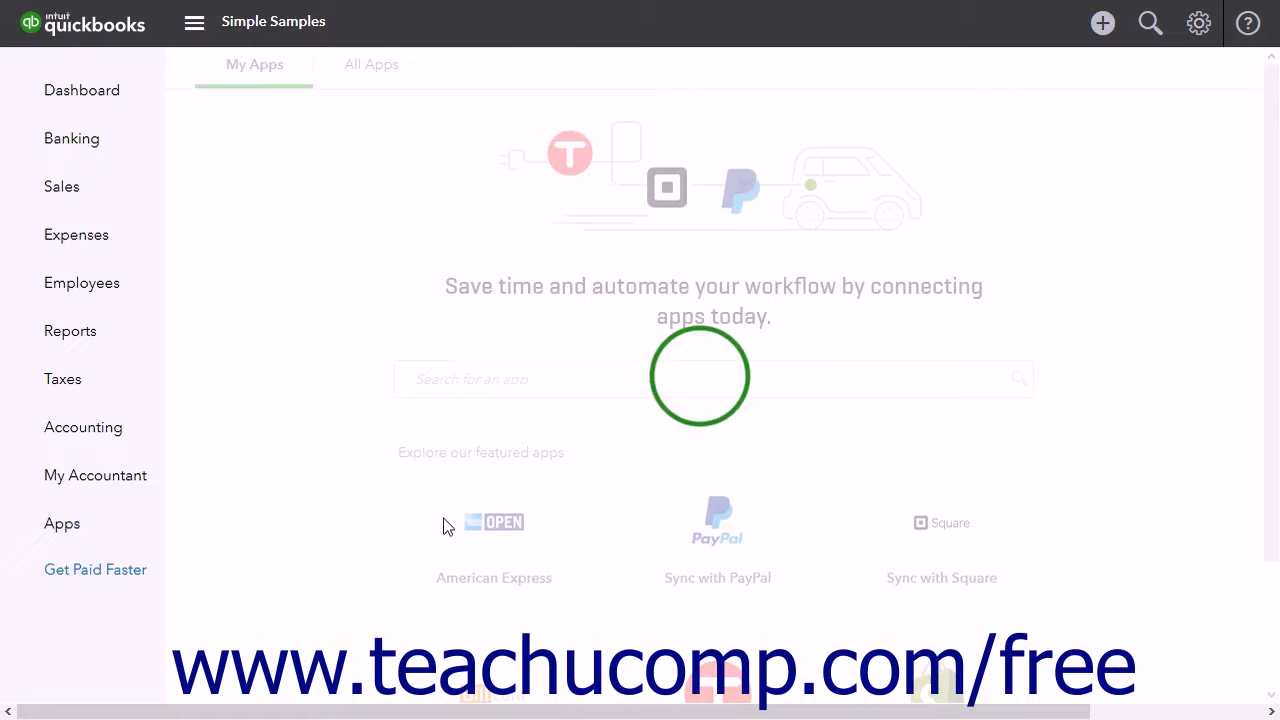 intuit
quickbooks
Simple Samples
My Apps
All Apps
Dashboard
Banking
Sales
Expenses
Employees
Reports
Taxes
Accounting
My Accountant
Apps
Get Paid Faster
Save time and automate your workflow by connecting
apps today.
Search for an app
Explore our featured apps
OPEN
PayPal
Square
American Express
Sync with PayPal
Sync with Square
www.teachucomp.com/free